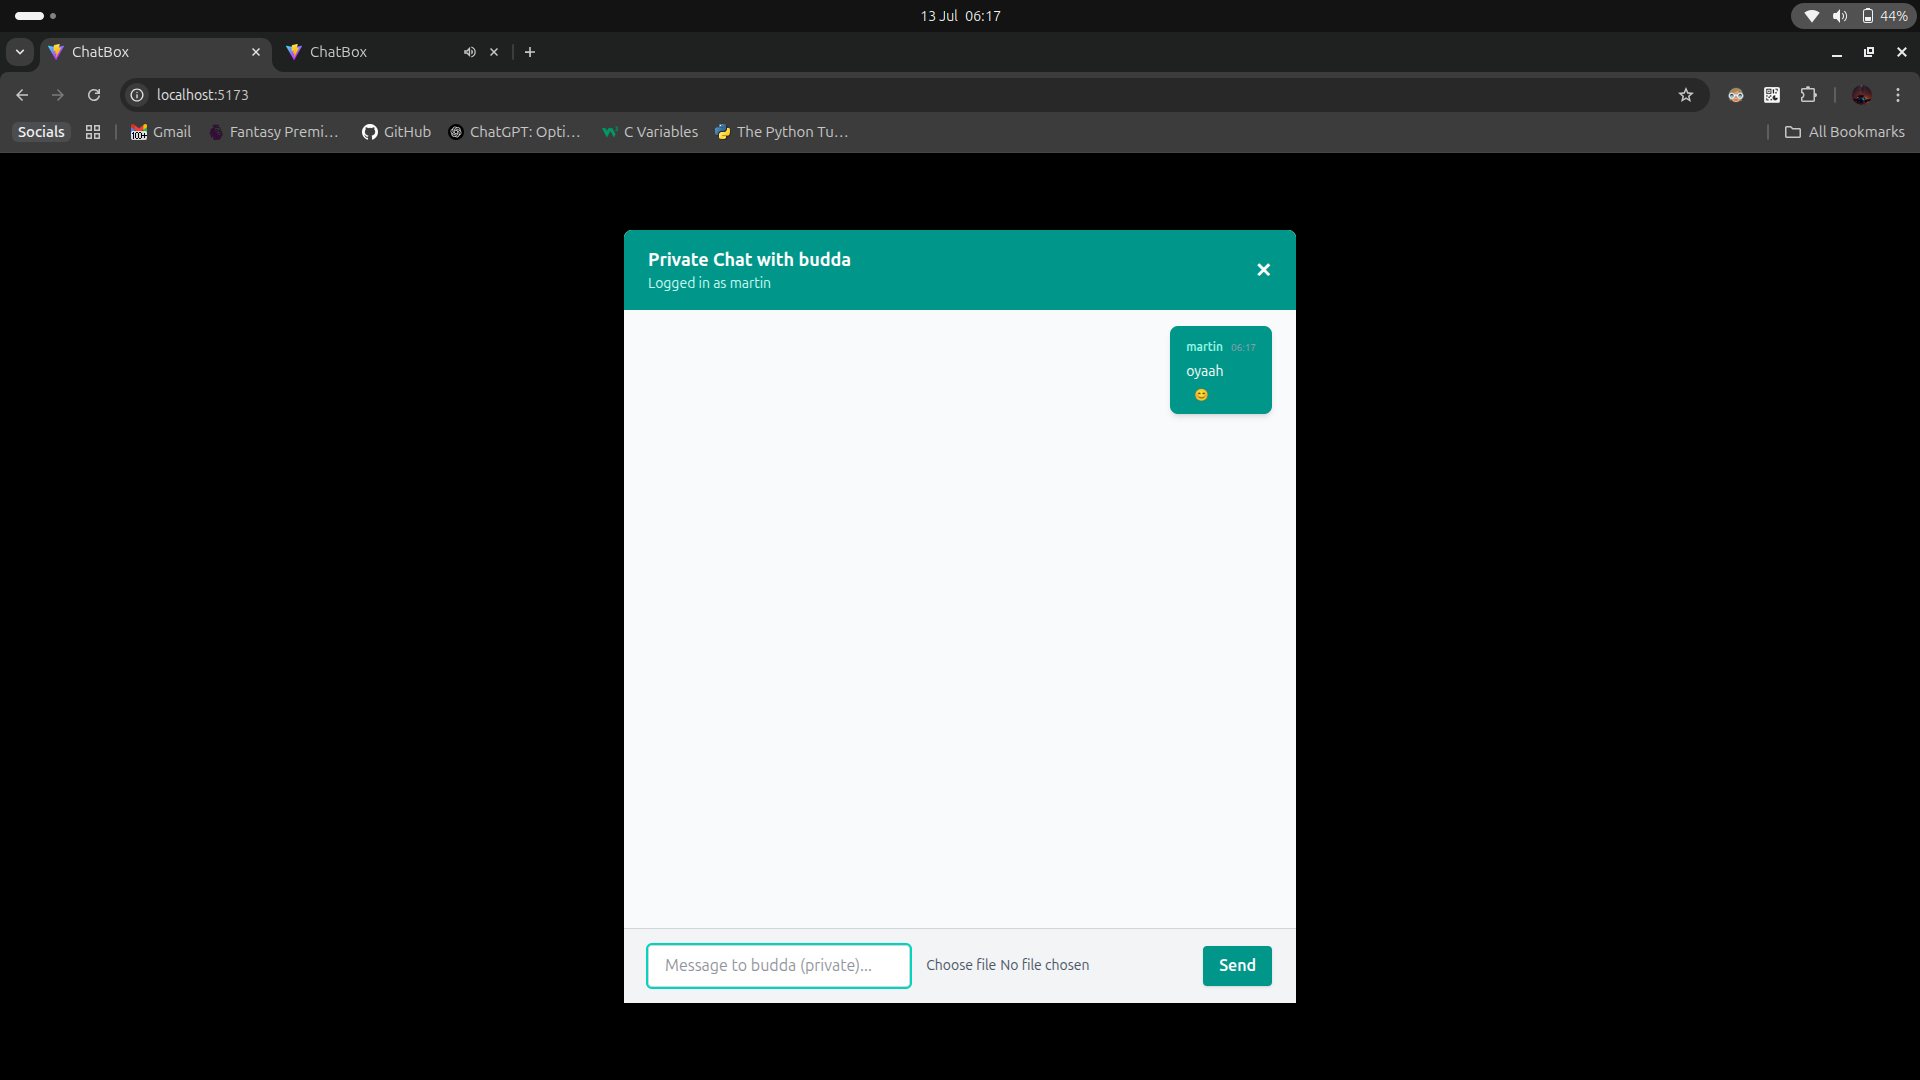 13 Jul 06:17
44%
ChatBox
ChatBox
localhost:5173
Socials
Gmail
Fantasy Premi...
GitHub
ChatGPT: Opti...
C Variables
The Python Tu...
All Bookmarks
Private Chat with budda
Logged in as martin
martin 06:17
oyaah
😊
Message to budda (private)...
Choose file No file chosen
Send